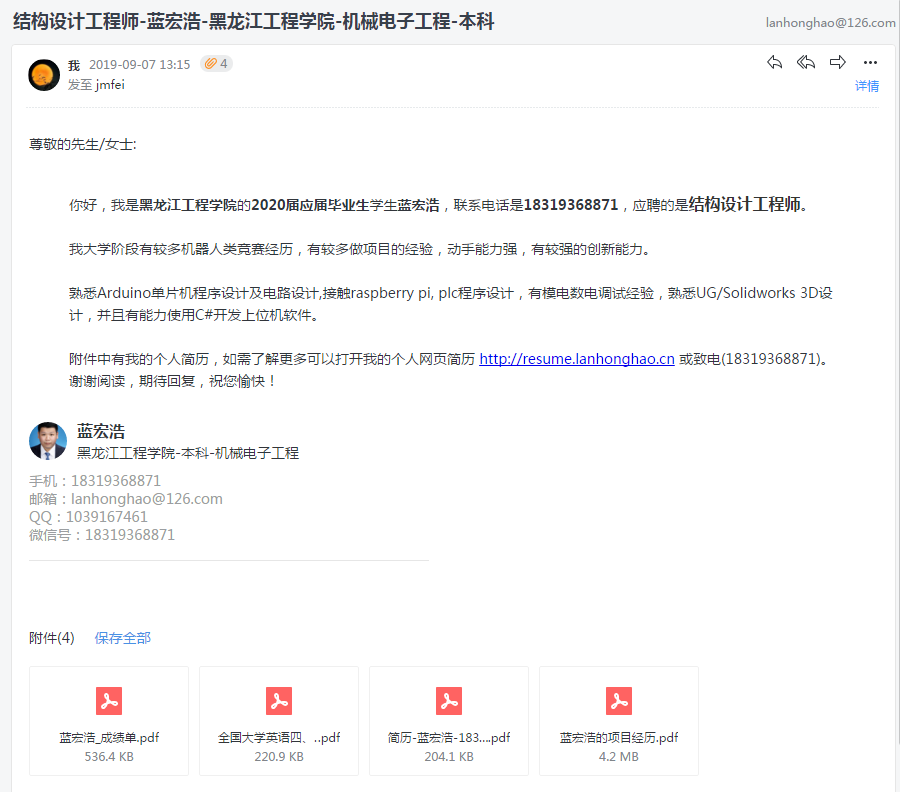 结构设计工程师-蓝宏浩-黑龙江工程学院-机械电子工程-本科
lanhonghao@126.com
我 2019-09-07 13:15 4
发至 jmfei
详情
尊敬的先生/女士:
你好，我是黑龙江工程学院的2020届应届毕业生学生蓝宏浩，联系电话是18319368871，应聘的是结构设计工程师。
我大学阶段有较多机器人类竞赛经历，有较多做项目的经验，动手能力强，有较强的创新能力。
熟悉Arduino单片机程序设计及电路设计,接触raspberry pi, plc程序设计，有模电数电调试经验，熟悉UG/Solidworks 3D设
计，并且有能力使用C#开发上位机软件。
附件中有我的个人简历，如需了解更多可以打开我的个人网页简历 http://resume.lanhonghao.cn 或致电(18319368871)。
谢谢阅读，期待回复，祝您愉快！
蓝宏浩
黑龙江工程学院-本科-机械电子工程
手机：18319368871
邮箱：lanhonghao@126.com
QQ：1039167461
微信号：18319368871
附件(4) 保存全部
蓝宏浩_成绩单.pdf
536.4 KB
全国大学英语四、..pdf
220.9 KB
简历-蓝宏浩-183....pdf
204.1 KB
蓝宏浩的项目经历.pdf
4.2 MB